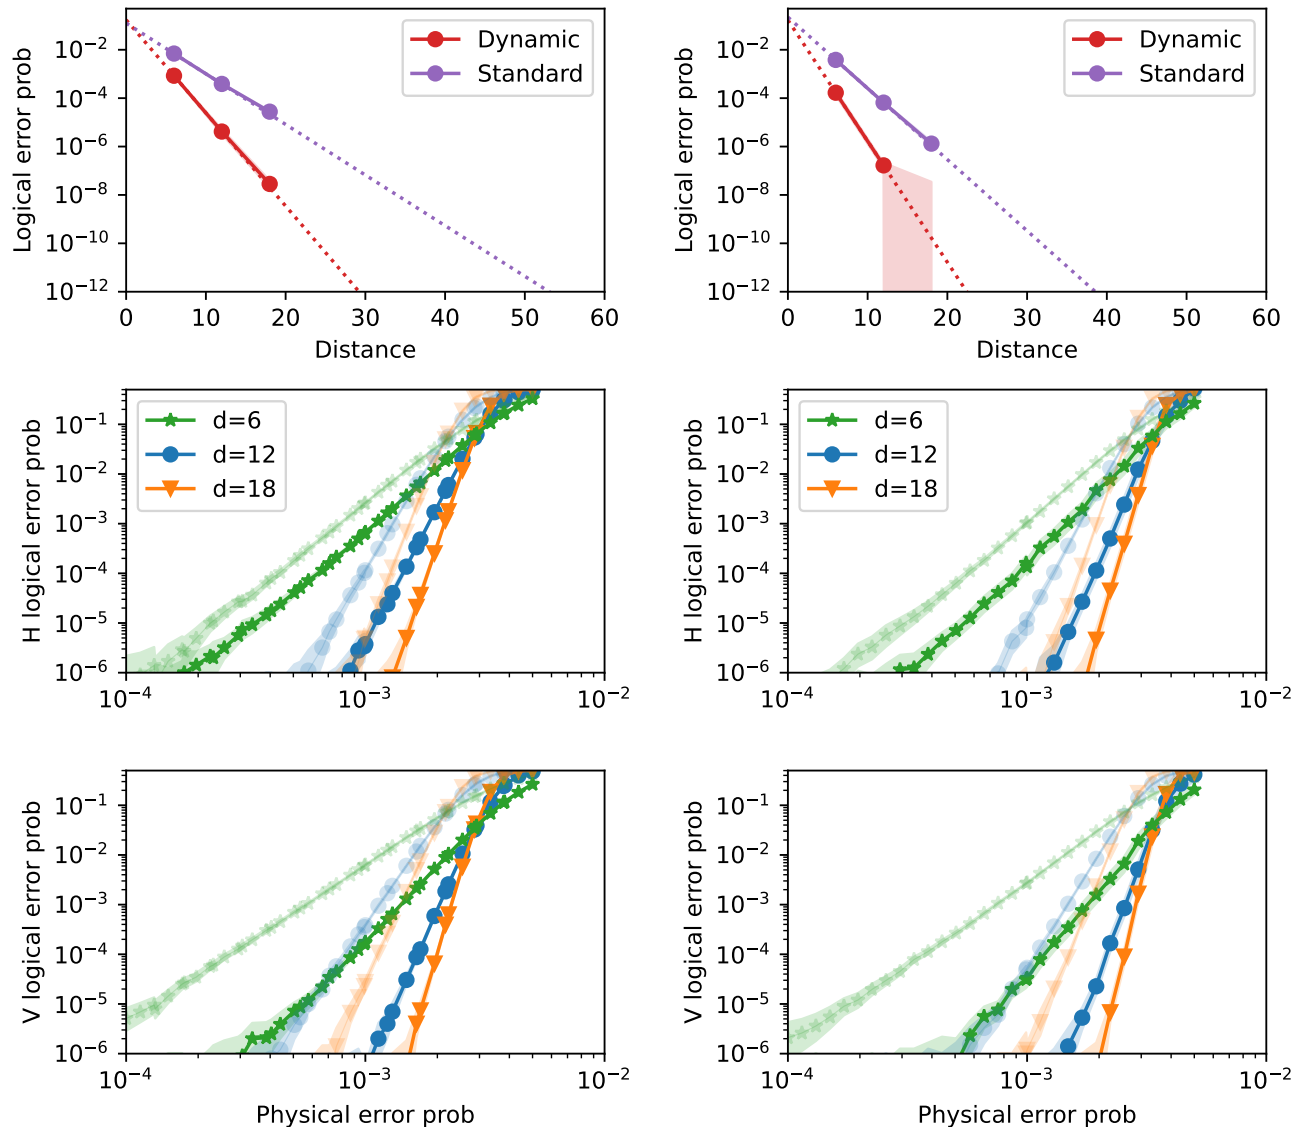 Logical error prob
10⁻²
10⁻⁴
10⁻⁶
10⁻⁸
10⁻¹⁰
10⁻¹²
0 10 20 30 40 50 60
Distance
Dynamic
Standard
Logical error prob
10⁻²
10⁻⁴
10⁻⁶
10⁻⁸
10⁻¹⁰
10⁻¹²
0 10 20 30 40 50 60
Distance
Dynamic
Standard
H logical error prob
10⁻¹
10⁻²
10⁻³
10⁻⁴
10⁻⁵
10⁻⁶
10⁻⁴ 10⁻³ 10⁻²
d=6
d=12
d=18
H logical error prob
10⁻¹
10⁻²
10⁻³
10⁻⁴
10⁻⁵
10⁻⁶
10⁻⁴ 10⁻³ 10⁻²
d=6
d=12
d=18
V logical error prob
10⁻¹
10⁻²
10⁻³
10⁻⁴
10⁻⁵
10⁻⁶
10⁻⁴ 10⁻³ 10⁻²
Physical error prob
V logical error prob
10⁻¹
10⁻²
10⁻³
10⁻⁴
10⁻⁵
10⁻⁶
10⁻⁴ 10⁻³ 10⁻²
Physical error prob